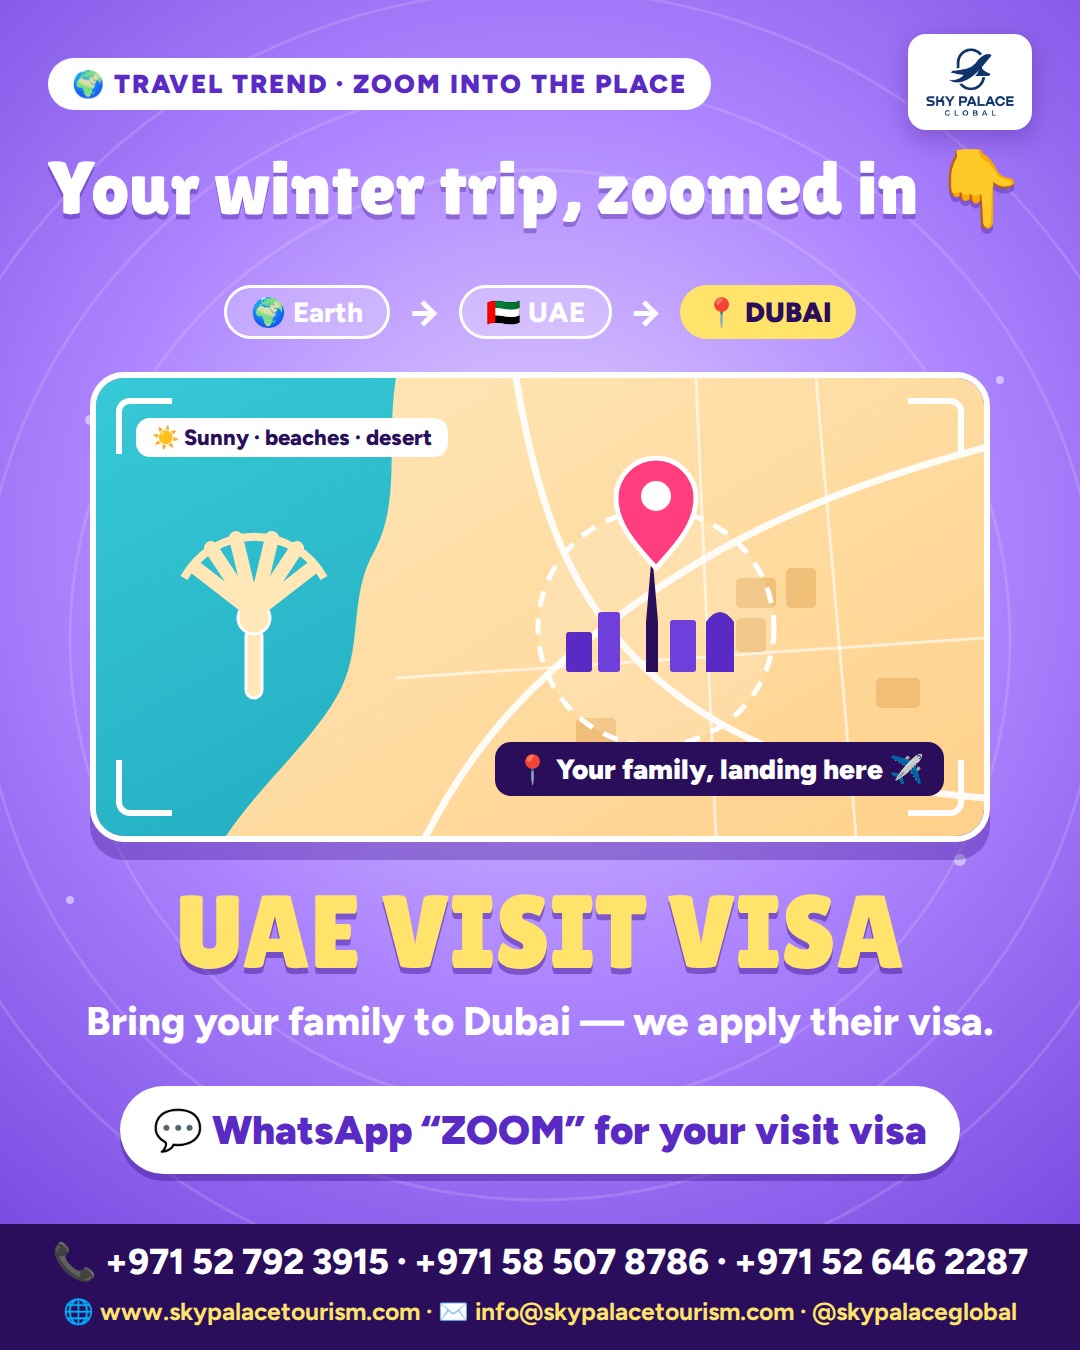 🌍 TRAVEL TREND · ZOOM INTO THE PLACE
SKY PALACE
GLOBAL
Your winter trip, zoomed in 👇
🌍 Earth → 🇦🇪 UAE → 📍 DUBAI
☀️ Sunny · beaches · desert
📍 Your family, landing here ✈️
UAE VISIT VISA
Bring your family to Dubai — we apply their visa.
💬 WhatsApp “ZOOM” for your visit visa
📞 +971 52 792 3915 · +971 58 507 8786 · +971 52 646 2287
🌐 www.skypalacetourism.com · ✉️ info@skypalacetourism.com · @skypalaceglobal